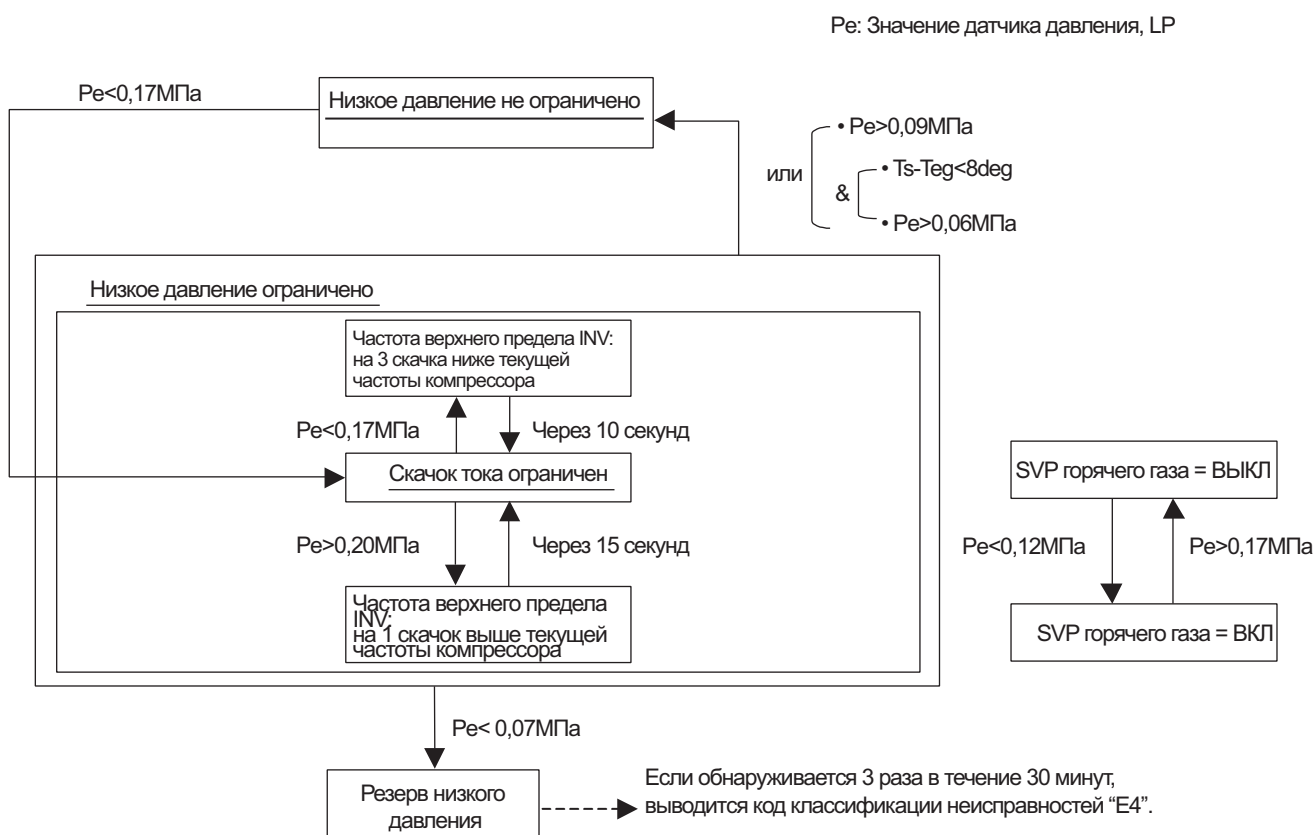 Pe: Значение датчика давления, LP
Pe<0,17МПа
Низкое давление не ограничено
или
• Pe>0,09МПа
&
• Ts-Teg<8deg
• Pe>0,06МПа
Низкое давление ограничено
Частота верхнего предела INV:
на 3 скачка ниже текущей
частоты компрессора
Pe<0,17МПа
Через 10 секунд
Скачок тока ограничен
Pe>0,20МПа
Через 15 секунд
Частота верхнего предела
INV:
на 1 скачок выше текущей
частоты компрессора
SVP горячего газа = ВЫКЛ
Pe<0,12МПа
Pe>0,17МПа
SVP горячего газа = ВКЛ
Pe< 0,07МПа
Резерв низкого
давления
Если обнаруживается 3 раза в течение 30 минут,
выводится код классификации неисправностей “E4”.